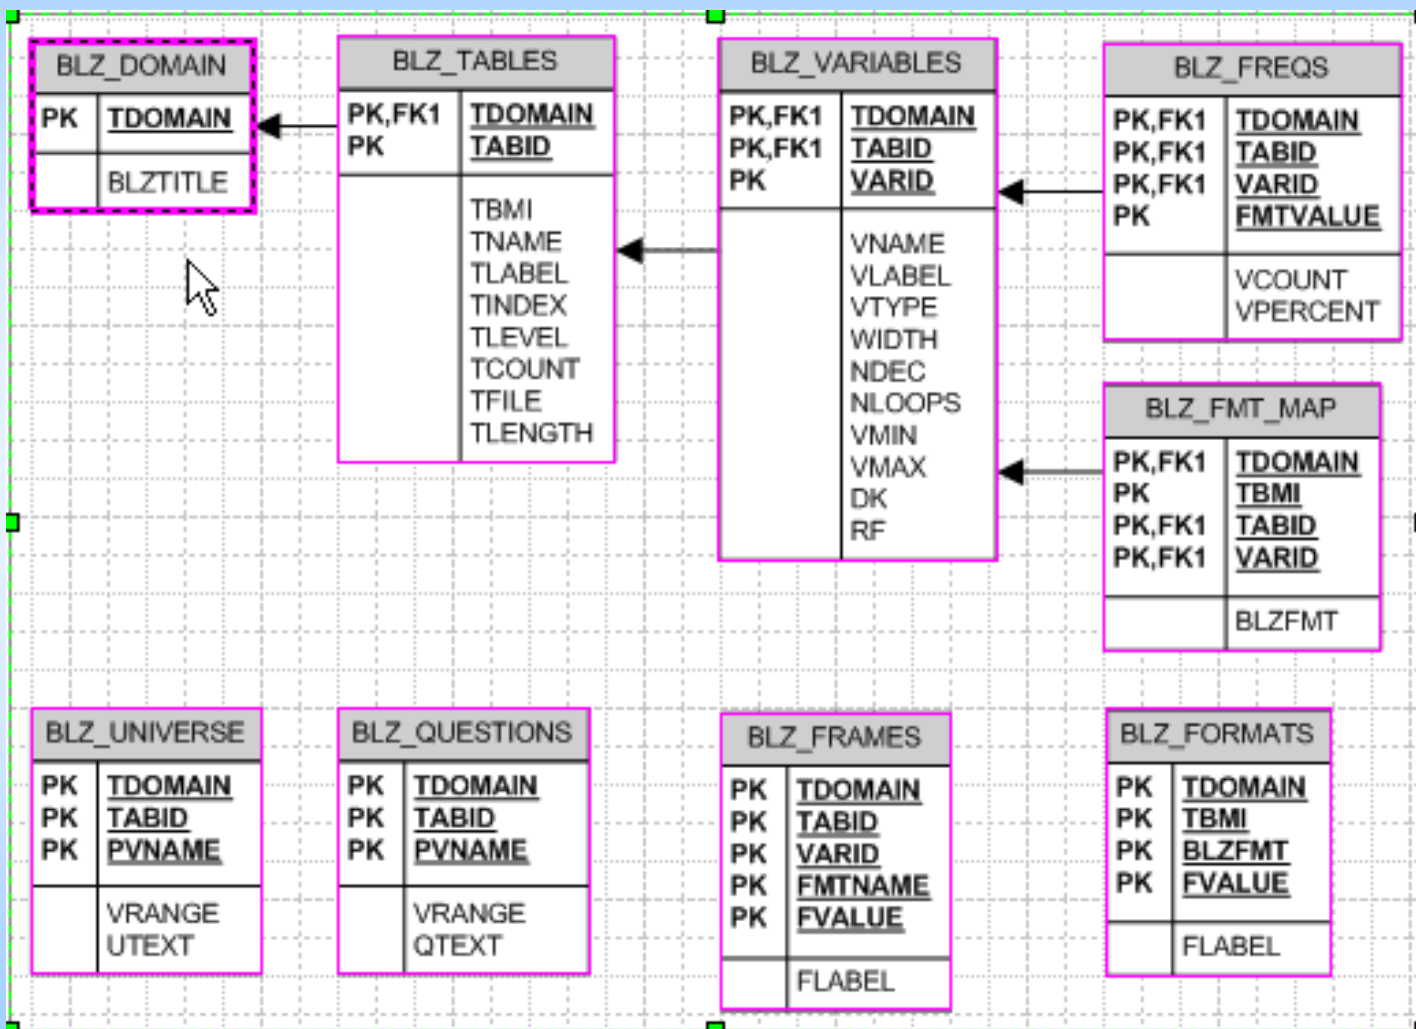 BLZ_DOMAIN
PK TDOMAIN
BLZTITLE
BLZ_TABLES
PK,FK1 TDOMAIN
PK TABID
TBMI
TNAME
TLABEL
TINDEX
TLEVEL
TCOUNT
TFILE
TLENGTH
BLZ_VARIABLES
PK,FK1 TDOMAIN
PK,FK1 TABID
PK VARID
VNAME
VLABEL
VTYPE
WIDTH
NDEC
NLOOPS
VMIN
VMAX
DK
RF
BLZ_FREQS
PK,FK1 TDOMAIN
PK,FK1 TABID
PK,FK1 VARID
PK FMTVALUE
VCOUNT
VPERCENT
BLZ_FMT_MAP
PK,FK1 TDOMAIN
PK TBMI
PK,FK1 TABID
PK,FK1 VARID
BLZFMT
BLZ_UNIVERSE
PK TDOMAIN
PK TABID
PK PVNAME
VRANGE
UTEXT
BLZ_QUESTIONS
PK TDOMAIN
PK TABID
PK PVNAME
VRANGE
QTEXT
BLZ_FRAMES
PK TDOMAIN
PK TABID
PK VARID
PK FMTNAME
PK FVALUE
FLABEL
BLZ_FORMATS
PK TDOMAIN
PK TBMI
PK BLZFMT
PK FVALUE
FLABEL